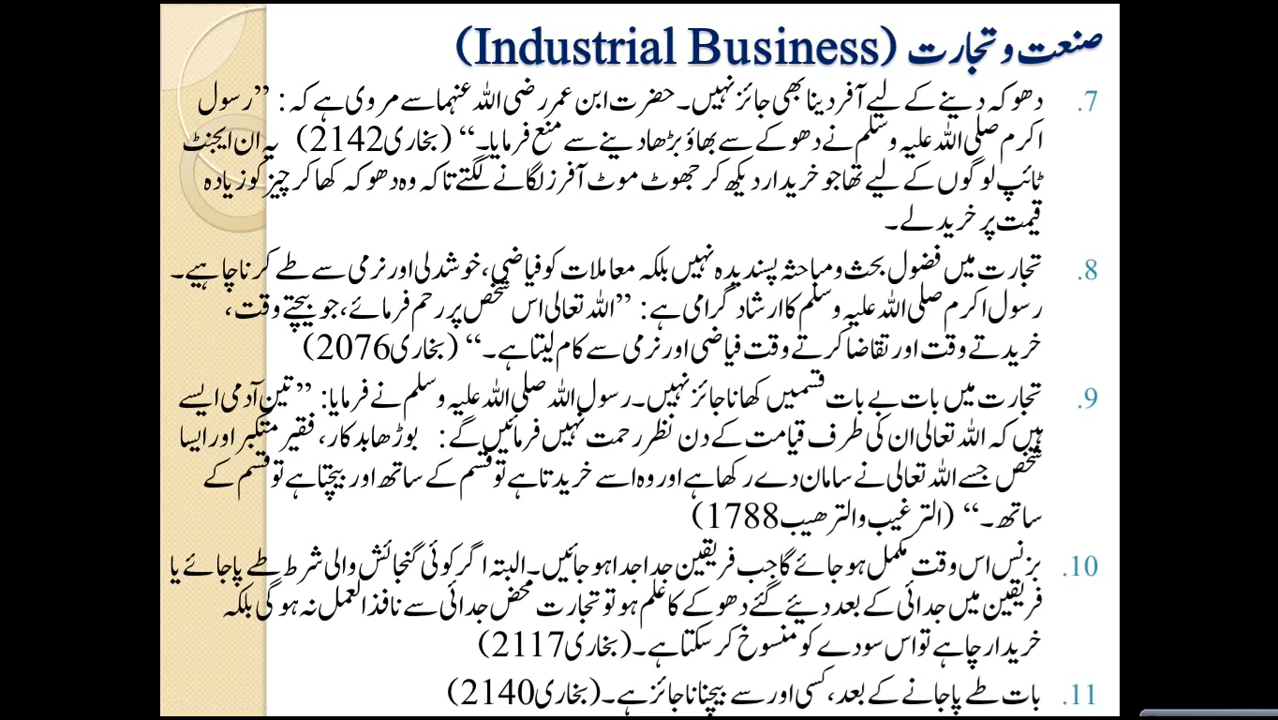 صنعت و تجارت (Industrial Business)
7. دھوکہ دینے کے لیے آفر دینا بھی جائز نہیں۔ حضرت ابن عمر رضی اللہ عنہما سے مروی ہے کہ: ”رسول
اکرم صلی اللہ علیہ وسلم نے دھوکے سے بھاؤ بڑھا دینے سے منع فرمایا۔“ (بخاری 2142) یہ ان ایجنٹ
ٹائپ لوگوں کے لیے تھا جو خریدار دیکھ کر جھوٹ موٹ آفرز لگانے لگتے تاکہ وہ دھوکہ کھا کر چیز کو زیادہ
قیمت پر خرید لے۔
8. تجارت میں فضول بحث و مباحثہ پسندیدہ نہیں بلکہ معاملات کو فیاضی، خوشدلی اور نرمی سے طے کرنا چاہیے۔
رسول اکرم صلی اللہ علیہ وسلم کا ارشاد گرامی ہے: ”اللہ تعالی اس شخص پر رحم فرمائے، جو بیچتے وقت،
خریدتے وقت اور تقاضا کرتے وقت فیاضی اور نرمی سے کام لیتا ہے۔“ (بخاری 2076)
9. تجارت میں بات بے بات قسمیں کھانا جائز نہیں۔ رسول اللہ صلی اللہ علیہ وسلم نے فرمایا: ”تین آدمی ایسے
ہیں کہ اللہ تعالی ان کی طرف قیامت کے دن نظر رحمت نہیں فرمائیں گے: بوڑھا بدکار، فقیر متکبر اور ایسا
شخص جسے اللہ تعالی نے سامان دے رکھا ہے اور وہ اسے خریدتا ہے تو قسم کے ساتھ اور بیچتا ہے تو قسم کے
ساتھ۔“ (الترغیب والترھیب 1788)
10. بزنس اس وقت مکمل ہو جائے گا جب فریقین جدا جدا ہو جائیں۔ البتہ اگر کوئی گنجائش والی شرط طے پا جائے یا
فریقین میں جدائی کے بعد دیئے گئے دھوکے کا علم ہو تو تجارت محض جدائی سے نافذ العمل نہ ہو گی بلکہ
خریدار چاہے تو اس سودے کو منسوخ کر سکتا ہے۔ (بخاری 2117)
11. بات طے پا جانے کے بعد، کسی اور سے بیچنا ناجائز ہے۔ (بخاری 2140)